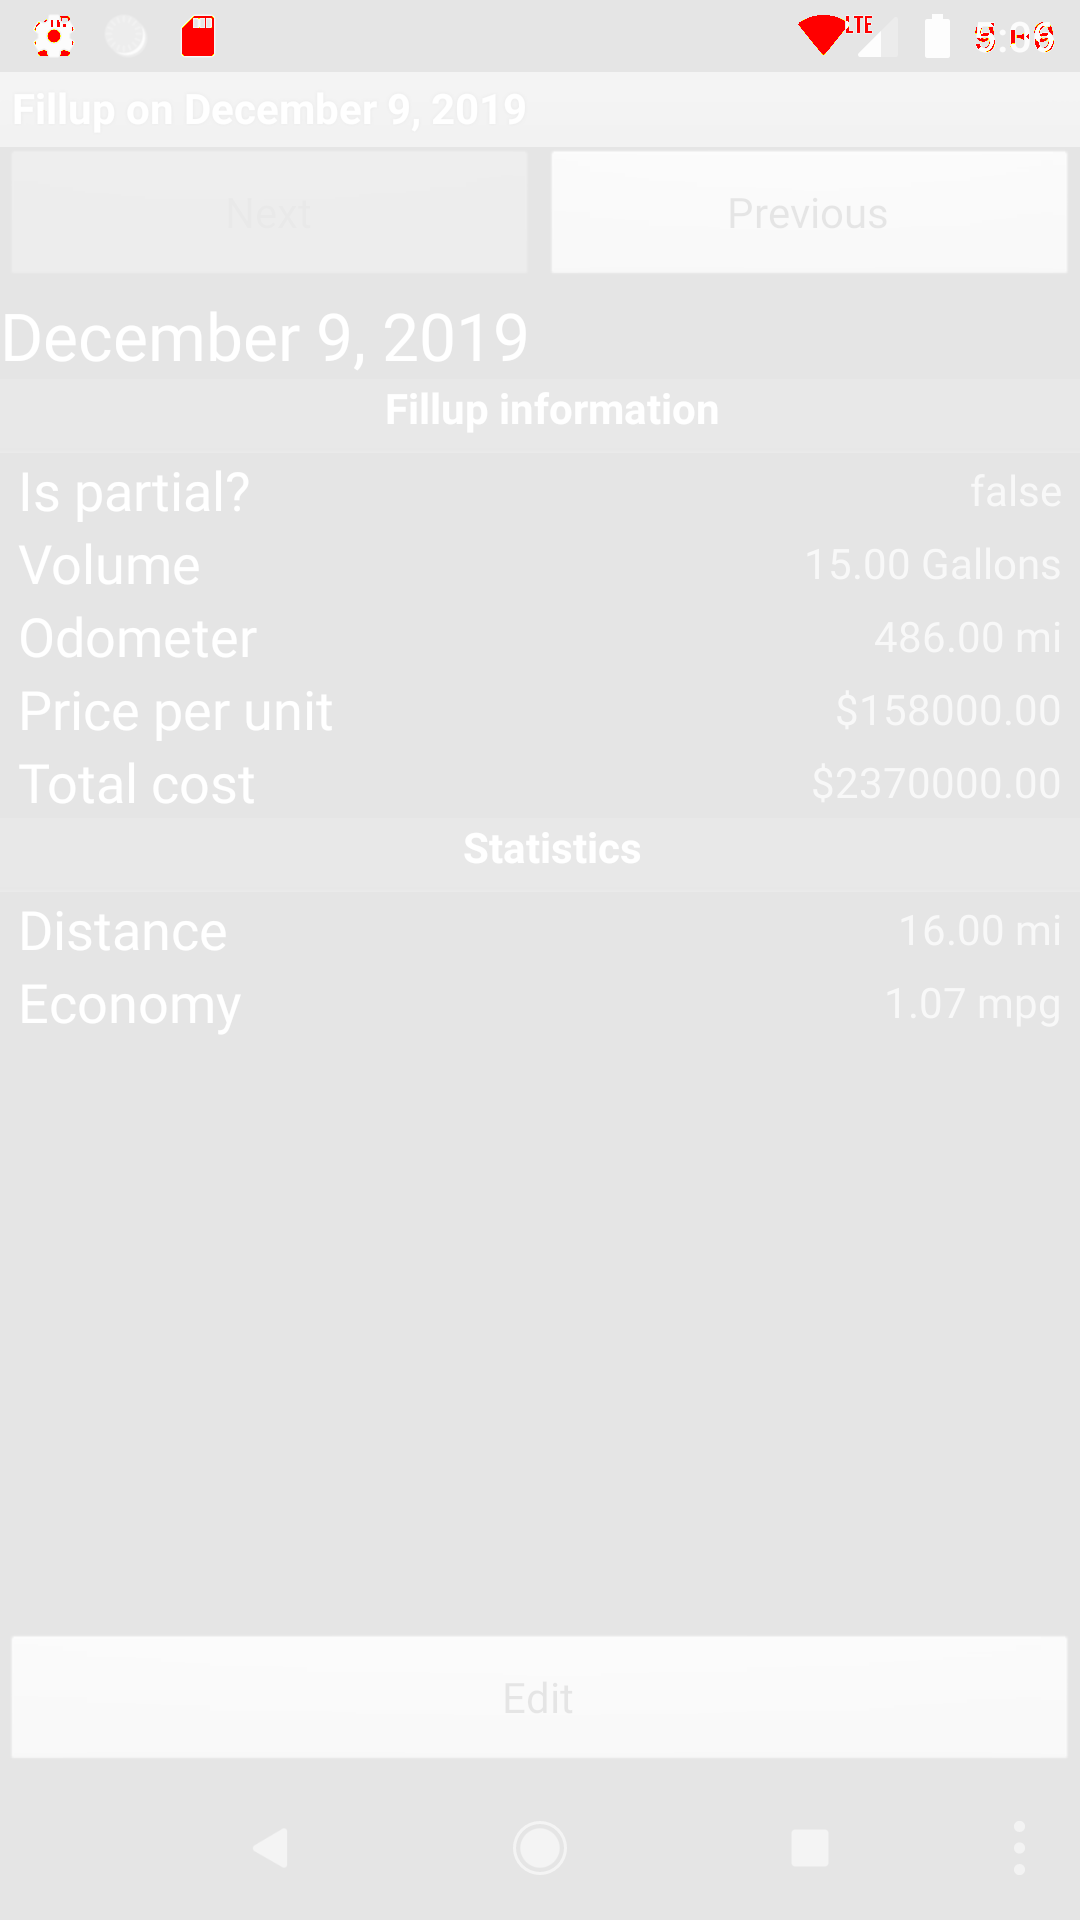 LTE
Fillup on December 9, 2019
Next Previous
December 9, 2019
Fillup information
Is partial? false
Volume 15.00 Gallons
Odometer 486.00 mi
Price per unit $158000.00
Total cost $2370000.00
Statistics
Distance 16.00 mi
Economy 1.07 mpg
Edit